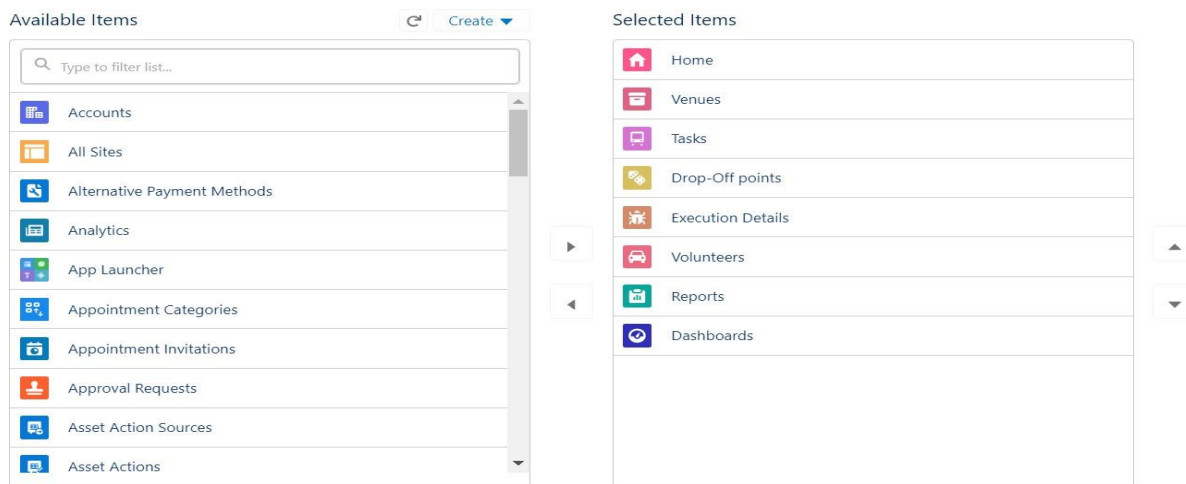 Available Items
Create
Type to filter list...
Accounts
All Sites
Alternative Payment Methods
Analytics
App Launcher
Appointment Categories
Appointment Invitations
Approval Requests
Asset Action Sources
Asset Actions
Selected Items
Home
Venues
Tasks
Drop-Off points
Execution Details
Volunteers
Reports
Dashboards